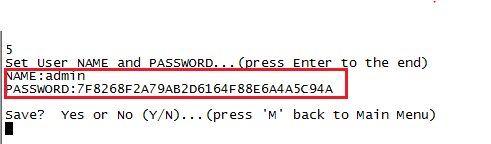 5
Set User NAME and PASSWORD...(press Enter to the end)
NAME:admin
PASSWORD:7F8268F2A79AB2D6164F88E6A4A5C94A
Save?  Yes or No (Y/N)...(press 'M' back to Main Menu)